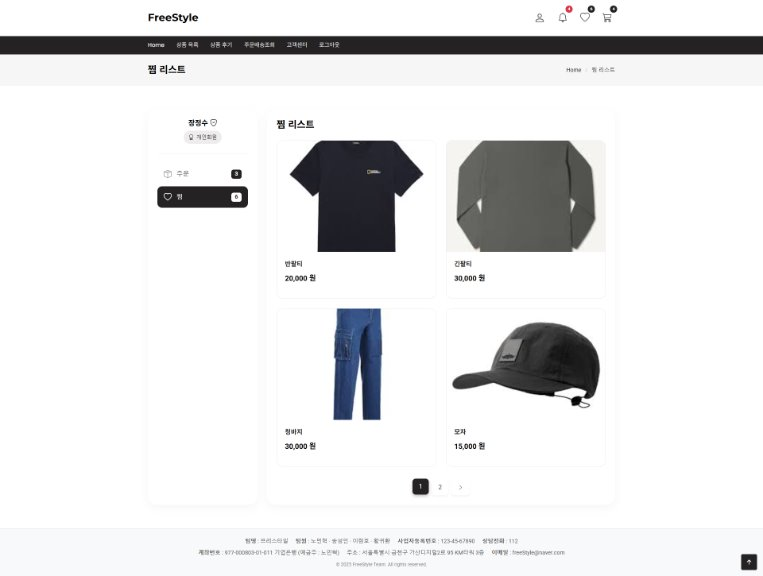 FreeStyle
Home 상품 목록 상품 후기 주문배송조회 고객센터 로그아웃
찜 리스트
Home / 찜 리스트
장정수
개인회원
주문 3
찜 6
찜 리스트
반팔티
20,000 원
긴팔티
30,000 원
청바지
30,000 원
모자
15,000 원
1 2 >
팀명 : 프리스타일 팀원 : 노민혁 · 송성민 · 이현호 · 황귀환 사업자등록번호 : 123-45-67890 상담전화 : 112
계좌번호 : 977-000803-01-011 기업은행 (예금주 : 노민혁) 주소 : 서울특별시 금천구 가산디지털2로 95 KM타워 3층 이메일 : freeStyle@naver.com
© 2025 FreeStyle Team. All rights reserved.